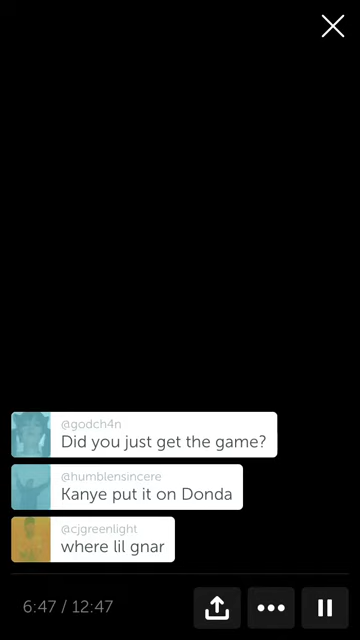 @godch4n
Did you just get the game?
@humblensincere
Kanye put it on Donda
@cjgreenlight
where lil gnar
6:47 / 12:47